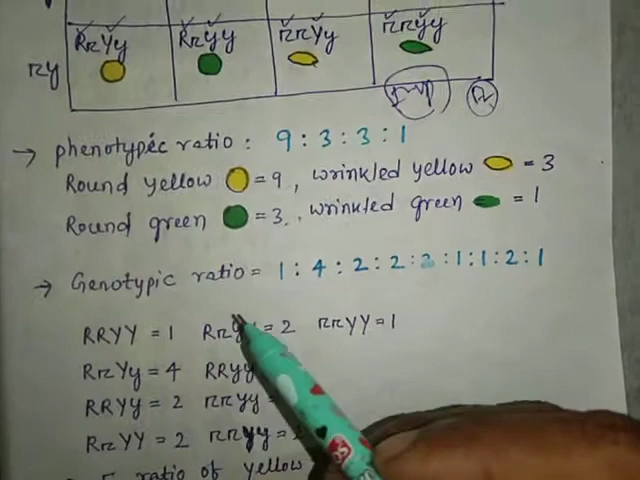 RrYy Rryy rrYy rryy
ry
Imp
→ phenotypic ratio : 9 : 3 : 3 : 1
Round yellow = 9 , wrinkled yellow = 3
Round green = 3 , wrinkled green = 1
→ Genotypic ratio = 1 : 4 : 2 : 2 : 2 : 1 : 1 : 2 : 1
RRYY = 1 = 2 rrYY = 1
RrYy = 4 RRyy
RRYy = 2 =
RrYY = 2 rryy =
ratio of yellow